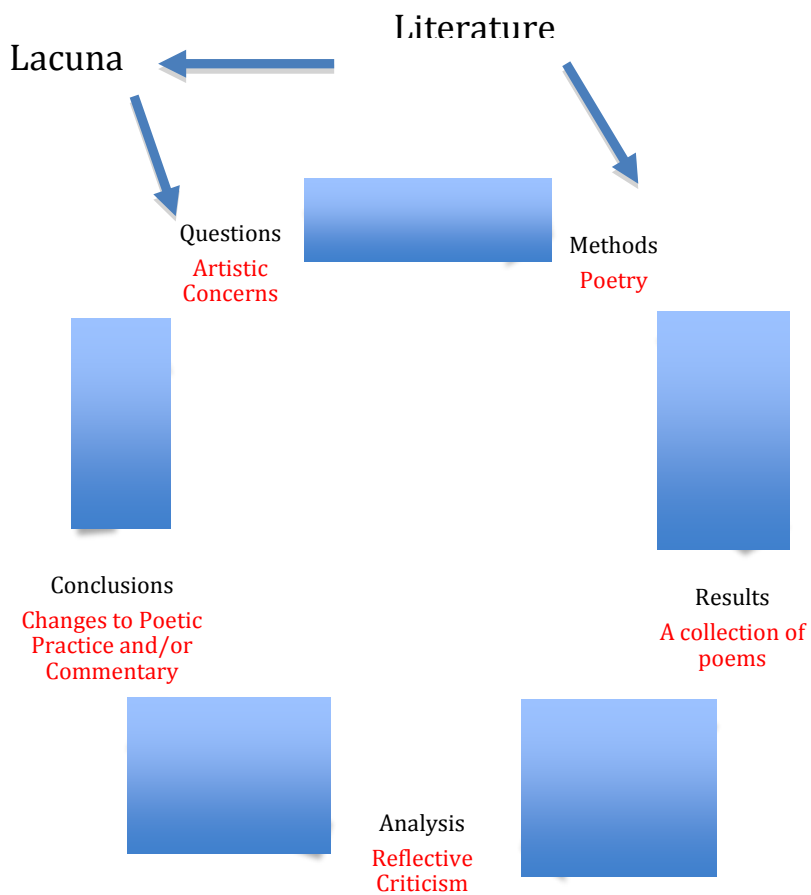 Literature
Lacuna
Questions
Artistic
Concerns
Methods
Poetry
Results
A collection of
poems
Analysis
Reflective
Criticism
Conclusions
Changes to Poetic
Practice and/or
Commentary